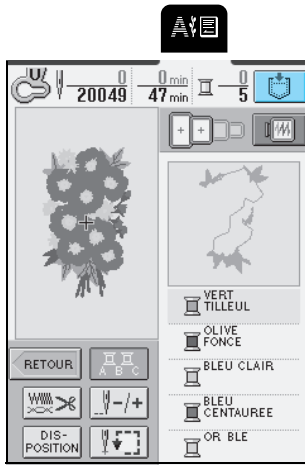 A
U
0 0 min 0
20049 47 min 5
VERT
TILLEUL
OLIVE
FONCE
BLEU CLAIR
BLEU
CENTAUREE
OR BLE
RETOUR
A B C
-/+
DIS-
POSITION